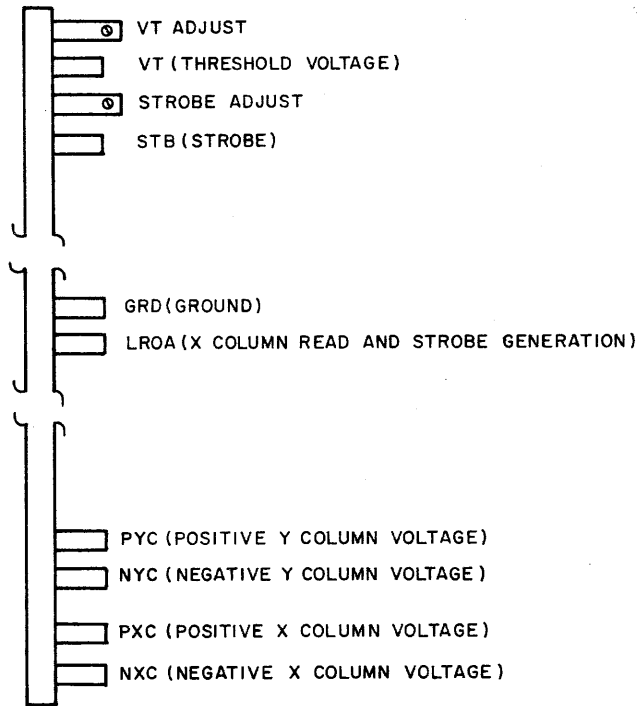 VT ADJUST
VT (THRESHOLD VOLTAGE)
STROBE ADJUST
STB (STROBE)
GRD (GROUND)
LROA (X COLUMN READ AND STROBE GENERATION)
PYC (POSITIVE Y COLUMN VOLTAGE)
NYC (NEGATIVE Y COLUMN VOLTAGE)
PXC (POSITIVE X COLUMN VOLTAGE)
NXC (NEGATIVE X COLUMN VOLTAGE)